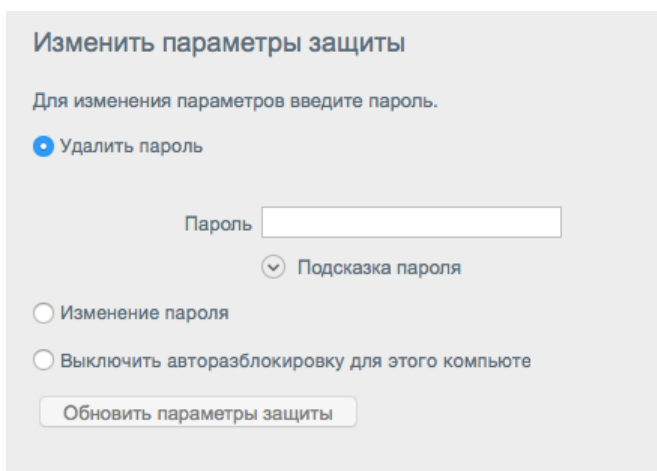 Изменить параметры защиты
Для изменения параметров введите пароль.
Удалить пароль
Пароль
Подсказка пароля
Изменение пароля
Выключить авторазблокировку для этого компьюте
Обновить параметры защиты